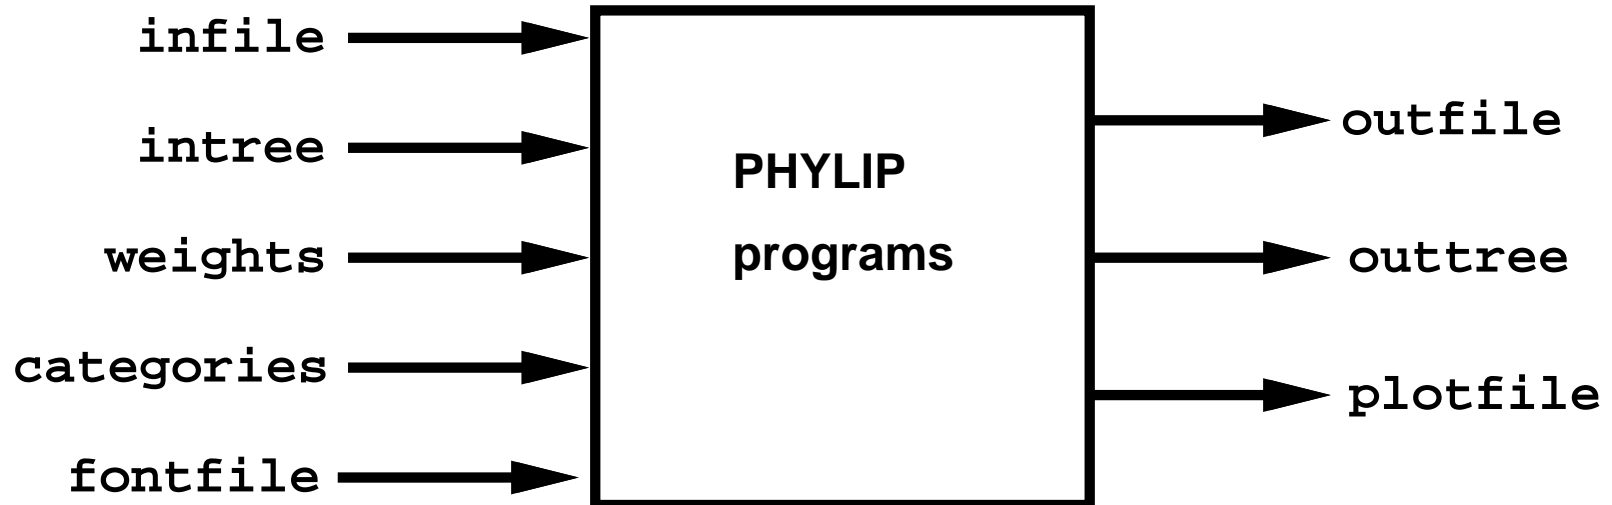 infile
intree
weights
categories
fontfile
PHYLIP
programs
outfile
outtree
plotfile